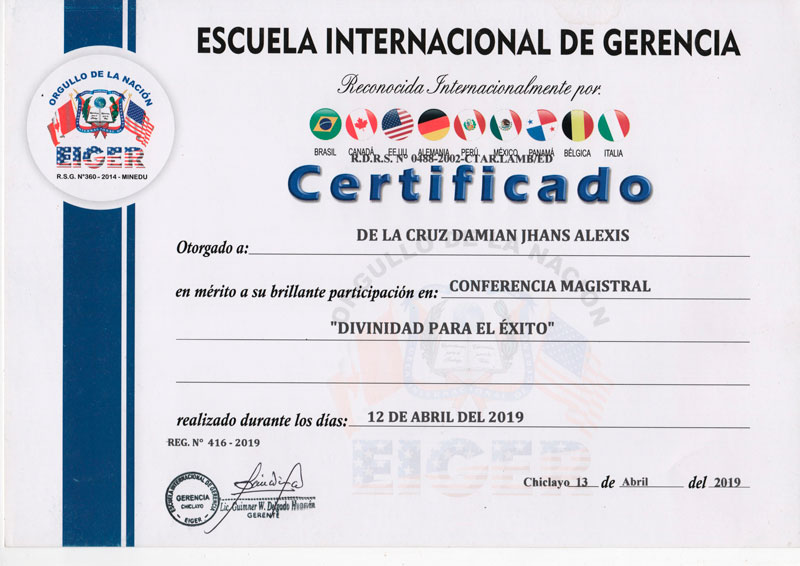 ESCUELA INTERNACIONAL DE GERENCIA
Reconocida Internacionalmente por:
ORGULLO DE LA NACIÓN
EIGER
R.S.G. Nº360 - 2014 - MINEDU
BRASIL CANADÁ EE.UU ALEMANIA PERÚ MÉXICO PANAMÁ BÉLGICA ITALIA
R.D.R.S. Nº 0488-2002-CTAR.LAMB/ED
Certificado
DE LA CRUZ DAMIAN JHANS ALEXIS
Otorgado a:
en mérito a su brillante participación en: CONFERENCIA MAGISTRAL
"DIVINIDAD PARA EL ÉXITO"
realizado durante los días: 12 DE ABRIL DEL 2019
REG. Nº 416 - 2019
Chiclayo 13 de Abril del 2019
ESCUELA INTERNACIONAL DE GERENCIA
GERENCIA
CHICLAYO
- EIGER -
Lic. Guimner W. Delgado
GERENTE
ORGULLO DE LA NACIÓN
EIGER